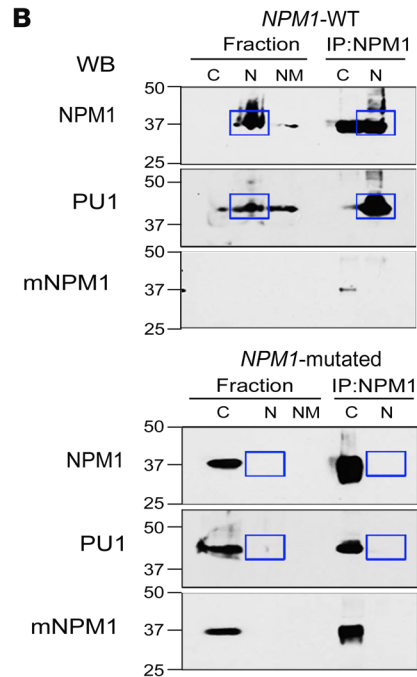 B
NPM1-WT
Fraction IP:NPM1
WB C N NM C N
NPM1 50 37 25
PU1 50 37
mNPM1 50 37 25
NPM1-mutated
Fraction IP:NPM1
C N NM C N
NPM1 50 37 25
PU1 50 37
mNPM1 50 37 25